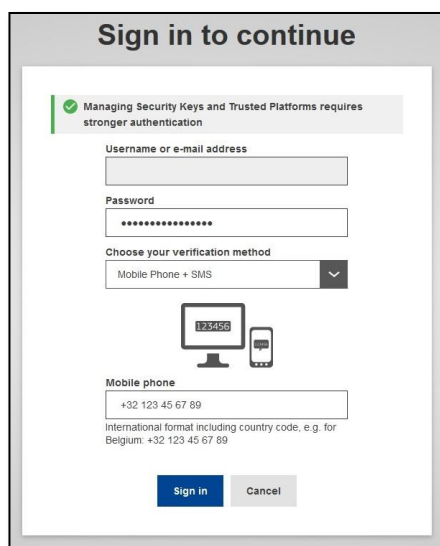 Sign in to continue
Managing Security Keys and Trusted Platforms requires
stronger authentication
Username or e-mail address
Password
Choose your verification method
Mobile Phone + SMS
123456
Mobile phone
+32 123 45 67 89
International format including country code, e.g. for
Belgium: +32 123 45 67 89
Sign in Cancel